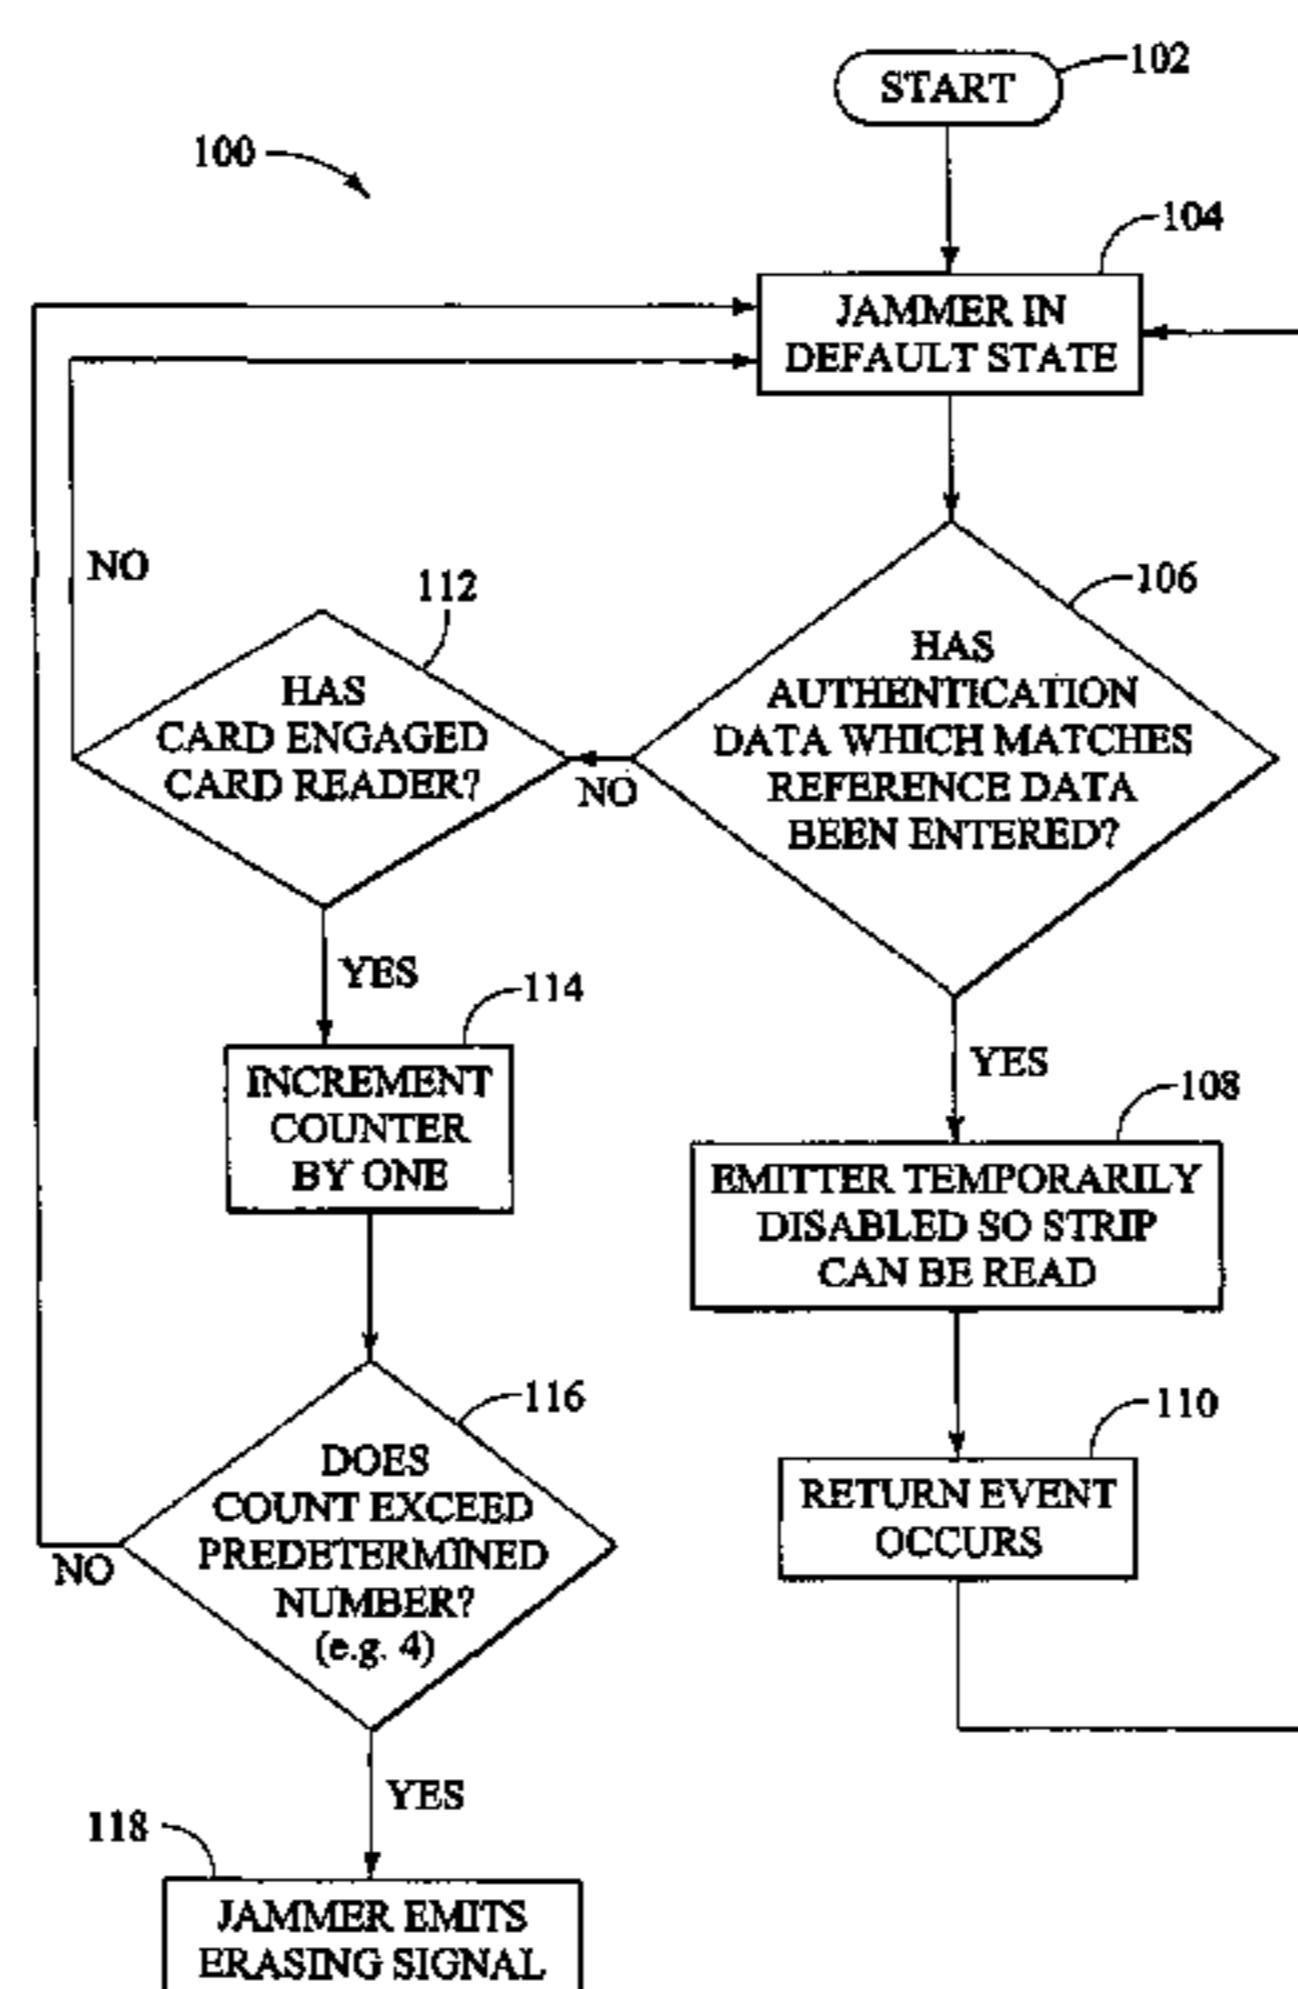 102
START
100
104
JAMMER IN
DEFAULT STATE
NO
112
106
HAS
CARD ENGAGED
CARD READER?
HAS
AUTHENTICATION
DATA WHICH MATCHES
REFERENCE DATA
BEEN ENTERED?
NO
YES
114
INCREMENT
COUNTER
BY ONE
YES
108
EMITTER TEMPORARILY
DISABLED SO STRIP
CAN BE READ
116
110
DOES
COUNT EXCEED
PREDETERMINED
NUMBER?
(e.g. 4)
RETURN EVENT
OCCURS
NO
YES
118
JAMMER EMITS
ERASING SIGNAL